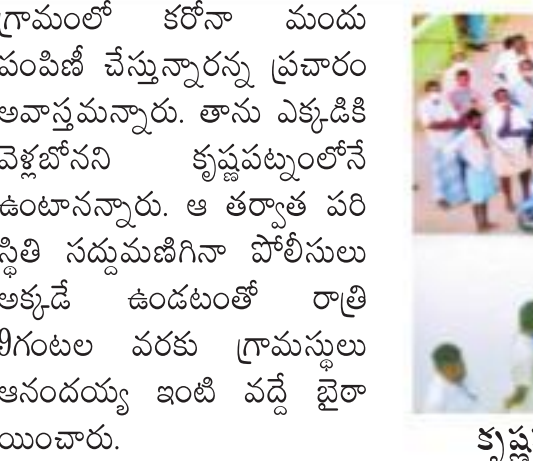 గ్రామంలో కరోనా మందు
పంపిణీ చేస్తున్నారన్న ప్రచారం
అవాస్తమన్నారు. తాను ఎక్కడికి
వెళ్లబోనని కృష్ణపట్నంలోనే
ఉంటానన్నారు. ఆ తర్వాత పరి
స్థితి సద్దుమణిగినా పోలీసులు
అక్కడే ఉండటంతో రాత్రి
9గంటల వరకు గ్రామస్థులు
ఆనందయ్య ఇంటి వద్దే బైఠా
యించారు.